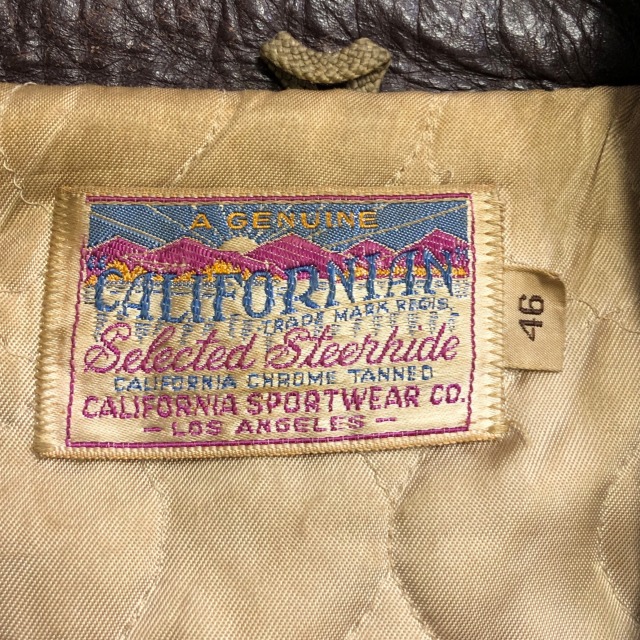 A GENUINE
"CALIFORNIAN"
TRADE MARK REGIS.
Selected Steerhide
CALIFORNIA CHROME TANNED
CALIFORNIA SPORTWEAR CO.
– LOS ANGELES –
46